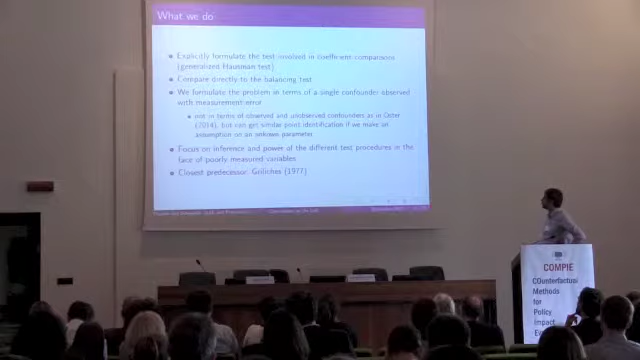 What we do
Explicitly formulate the test involved in coefficient comparisons
(generalized Hausman test)
Compare directly to the balancing test
We formulate the problem in terms of a single confounder observed
with measurement error
not in terms of observed and unobserved confounders as in Oster
(2014), but can get similar point identification if we make an
assumption on an unkown parameter
Focus on inference and power of the different test procedures in the
face of poorly measured variables
Closest predecessor: Griliches (1977)
COMPIE
COunterfactual
Methods
for
Policy
Impact